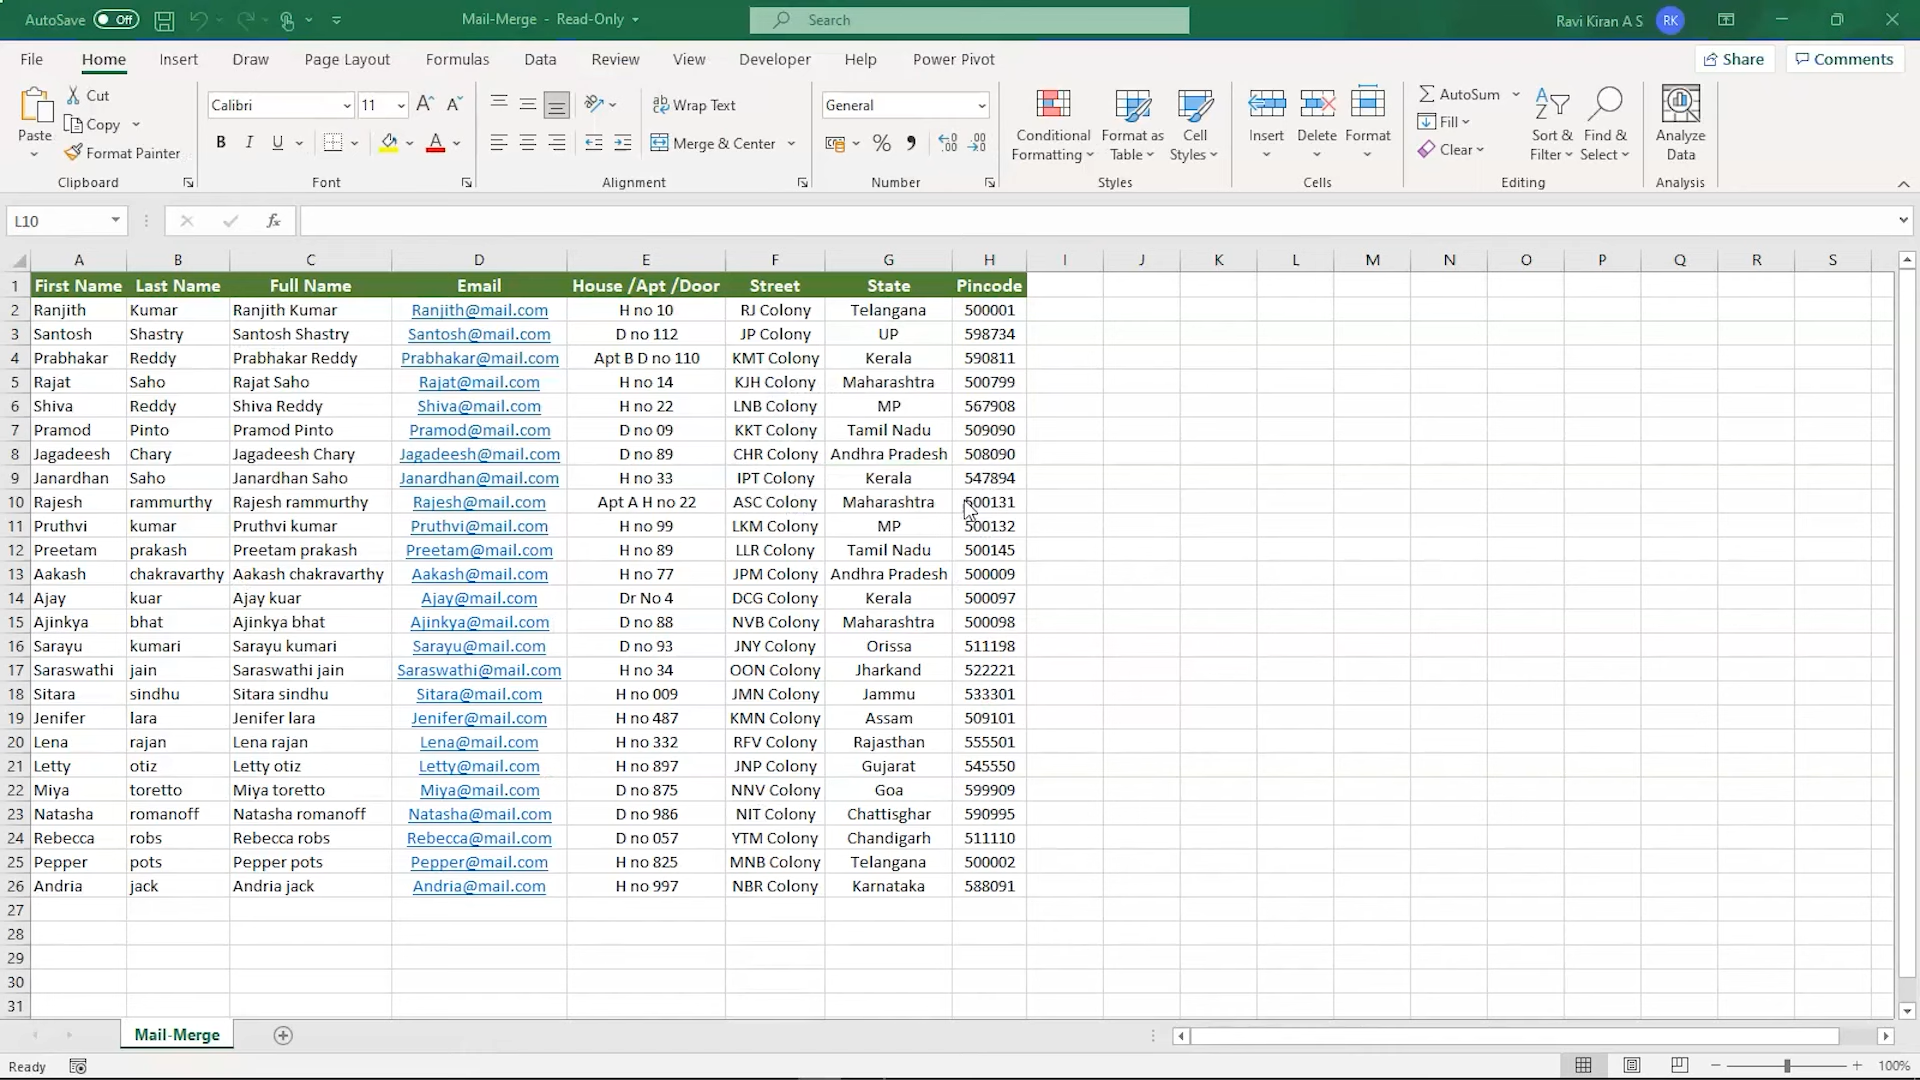 AutoSave Off Mail-Merge - Read-Only Search Ravi Kiran A S RK
File Home Insert Draw Page Layout Formulas Data Review View Developer Help Power Pivot Share Comments
Paste Cut Copy Format Painter Clipboard
Calibri 11 B I U A Font
Wrap Text Merge & Center Alignment
General % Number
Conditional Formatting Format as Table Cell Styles Styles
Insert Delete Format Cells
AutoSum Fill Clear Sort & Filter Find & Select Editing
Analyze Data Analysis
L10 fx
A B C D E F G H I J K L M N O P Q R S
1 First Name Last Name Full Name Email House /Apt /Door Street State Pincode
2 Ranjith Kumar Ranjith Kumar Ranjith@mail.com H no 10 RJ Colony Telangana 500001
3 Santosh Shastry Santosh Shastry Santosh@mail.com D no 112 JP Colony UP 598734
4 Prabhakar Reddy Prabhakar Reddy Prabhakar@mail.com Apt B D no 110 KMT Colony Kerala 590811
5 Rajat Saho Rajat Saho Rajat@mail.com H no 14 KJH Colony Maharashtra 500799
6 Shiva Reddy Shiva Reddy Shiva@mail.com H no 22 LNB Colony MP 567908
7 Pramod Pinto Pramod Pinto Pramod@mail.com D no 09 KKT Colony Tamil Nadu 509090
8 Jagadeesh Chary Jagadeesh Chary Jagadeesh@mail.com D no 89 CHR Colony Andhra Pradesh 508090
9 Janardhan Saho Janardhan Saho Janardhan@mail.com H no 33 IPT Colony Kerala 547894
10 Rajesh rammurthy Rajesh rammurthy Rajesh@mail.com Apt A H no 22 ASC Colony Maharashtra 500131
11 Pruthvi kumar Pruthvi kumar Pruthvi@mail.com H no 99 LKM Colony MP 500132
12 Preetam prakash Preetam prakash Preetam@mail.com H no 89 LLR Colony Tamil Nadu 500145
13 Aakash chakravarthy Aakash chakravarthy Aakash@mail.com H no 77 JPM Colony Andhra Pradesh 500009
14 Ajay kuar Ajay kuar Ajay@mail.com Dr No 4 DCG Colony Kerala 500097
15 Ajinkya bhat Ajinkya bhat Ajinkya@mail.com D no 88 NVB Colony Maharashtra 500098
16 Sarayu kumari Sarayu kumari Sarayu@mail.com D no 93 JNY Colony Orissa 511198
17 Saraswathi jain Saraswathi jain Saraswathi@mail.com H no 34 OON Colony Jharkand 522221
18 Sitara sindhu Sitara sindhu Sitara@mail.com H no 009 JMN Colony Jammu 533301
19 Jenifer lara Jenifer lara Jenifer@mail.com H no 487 KMN Colony Assam 509101
20 Lena rajan Lena rajan Lena@mail.com H no 332 RFV Colony Rajasthan 555501
21 Letty otiz Letty otiz Letty@mail.com H no 897 JNP Colony Gujarat 545550
22 Miya toretto Miya toretto Miya@mail.com D no 875 NNV Colony Goa 599909
23 Natasha romanoff Natasha romanoff Natasha@mail.com D no 986 NIT Colony Chattisghar 590995
24 Rebecca robs Rebecca robs Rebecca@mail.com D no 057 YTM Colony Chandigarh 511110
25 Pepper pots Pepper pots Pepper@mail.com H no 825 MNB Colony Telangana 500002
26 Andria jack Andria jack Andria@mail.com H no 997 NBR Colony Karnataka 588091
27
28
29
30
31
Mail-Merge
Ready 100%